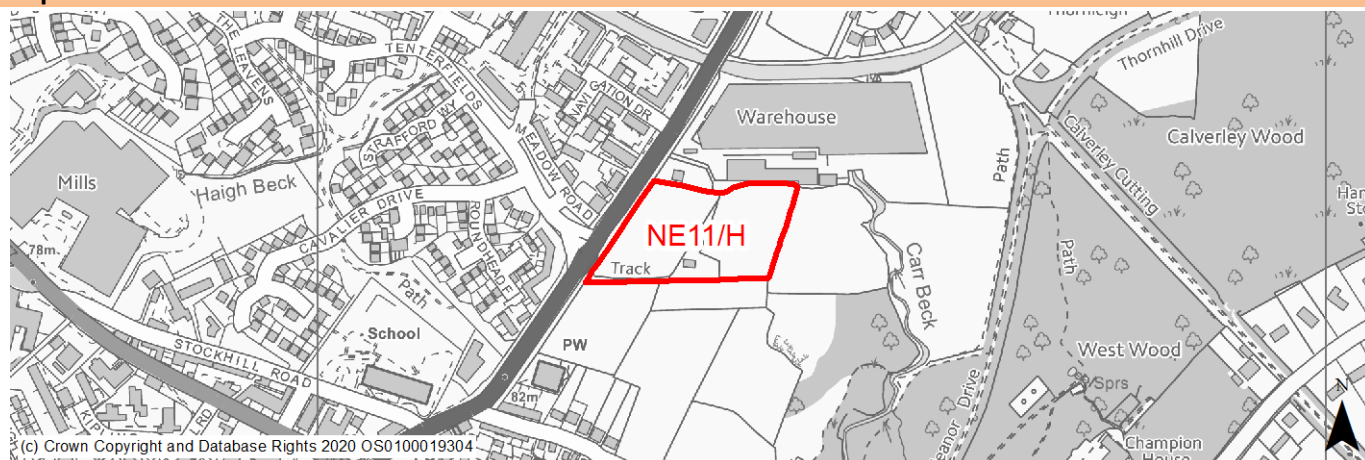 THE LEAVENS
TENTERFIELDS
Thornhill Drive
NAVIGATION DR
Warehouse
STRAFFORD WY
MEADOW ROAD
Calverley Wood
Calverley Cutting
Path
Mills
Haigh Beck
CAVALIER DRIVE
NE11/H
ROUNDHEAD
78m
Track
Carr Beck
Path
Path
School
PW
STOCKHILL ROAD
West Wood
Sprs
82m
Drive
N
RD
Champion
House
(c) Crown Copyright and Database Rights 2020 OS0100019304